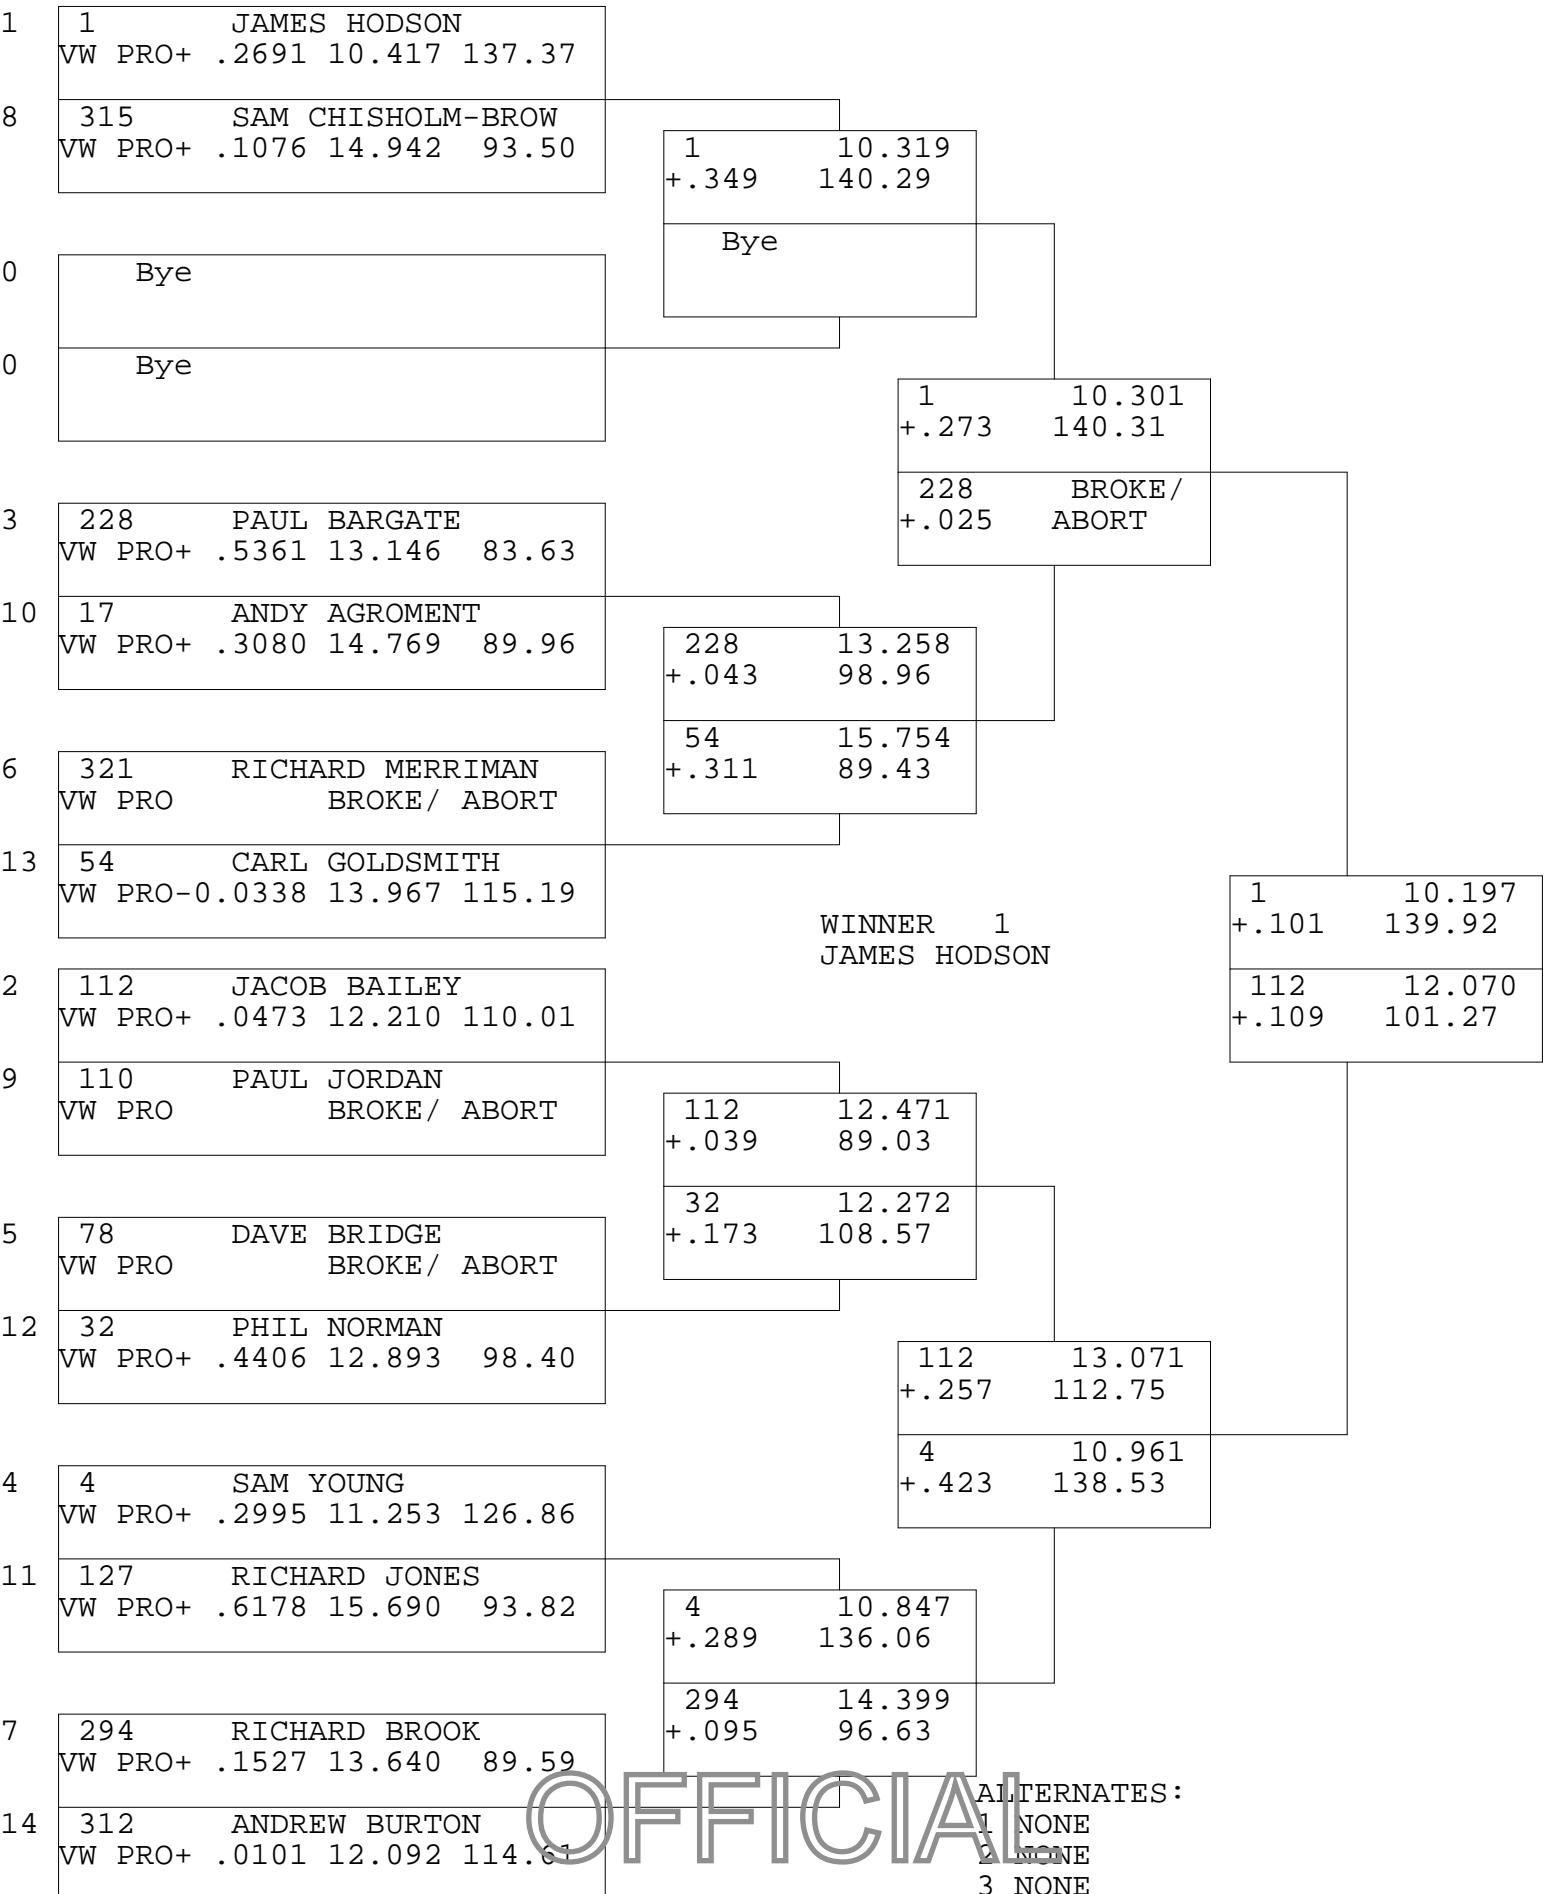 1 1 JAMES HODSON
VW PRO+ .2691 10.417 137.37
8 315 SAM CHISHOLM-BROW
VW PRO+ .1076 14.942 93.50
0 Bye
0 Bye
3 228 PAUL BARGATE
VW PRO+ .5361 13.146 83.63
10 17 ANDY AGROMENT
VW PRO+ .3080 14.769 89.96
6 321 RICHARD MERRIMAN
VW PRO BROKE/ ABORT
13 54 CARL GOLDSMITH
VW PRO-0.0338 13.967 115.19
2 112 JACOB BAILEY
VW PRO+ .0473 12.210 110.01
9 110 PAUL JORDAN
VW PRO BROKE/ ABORT
5 78 DAVE BRIDGE
VW PRO BROKE/ ABORT
12 32 PHIL NORMAN
VW PRO+ .4406 12.893 98.40
4 4 SAM YOUNG
VW PRO+ .2995 11.253 126.86
11 127 RICHARD JONES
VW PRO+ .6178 15.690 93.82
7 294 RICHARD BROOK
VW PRO+ .1527 13.640 89.59
14 312 ANDREW BURTON
VW PRO+ .0101 12.092 114.61
1 10.319
+.349 140.29
Bye
228 13.258
+.043 98.96
54 15.754
+.311 89.43
112 12.471
+.039 89.03
32 12.272
+.173 108.57
4 10.847
+.289 136.06
294 14.399
+.095 96.63
1 10.301
+.273 140.31
228 BROKE/
+.025 ABORT
112 13.071
+.257 112.75
4 10.961
+.423 138.53
1 10.197
+.101 139.92
112 12.070
+.109 101.27
WINNER 1
JAMES HODSON
OFFICIAL
ALTERNATES:
1 NONE
2 NONE
3 NONE